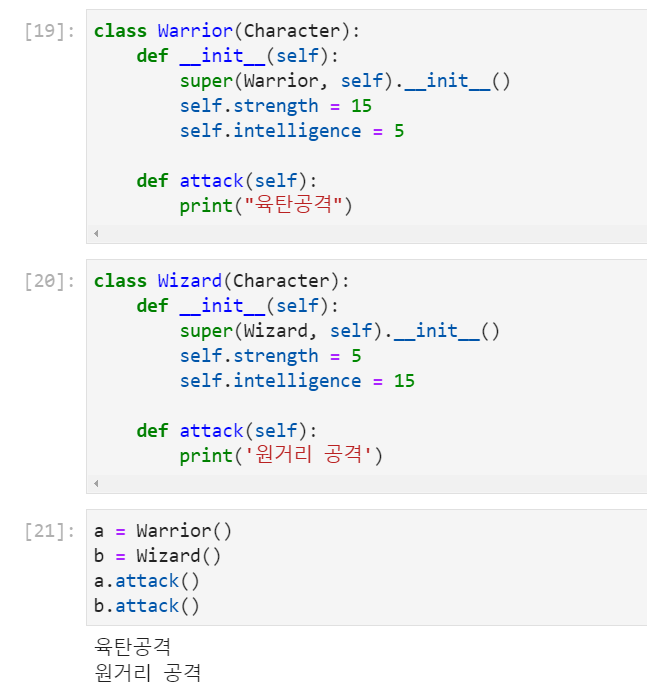 [19]:
class Warrior(Character):
    def __init__(self):
        super(Warrior, self).__init__()
        self.strength = 15
        self.intelligence = 5

    def attack(self):
        print("육탄공격")
[20]:
class Wizard(Character):
    def __init__(self):
        super(Wizard, self).__init__()
        self.strength = 5
        self.intelligence = 15

    def attack(self):
        print('원거리 공격')
[21]:
a = Warrior()
b = Wizard()
a.attack()
b.attack()
육탄공격
원거리 공격